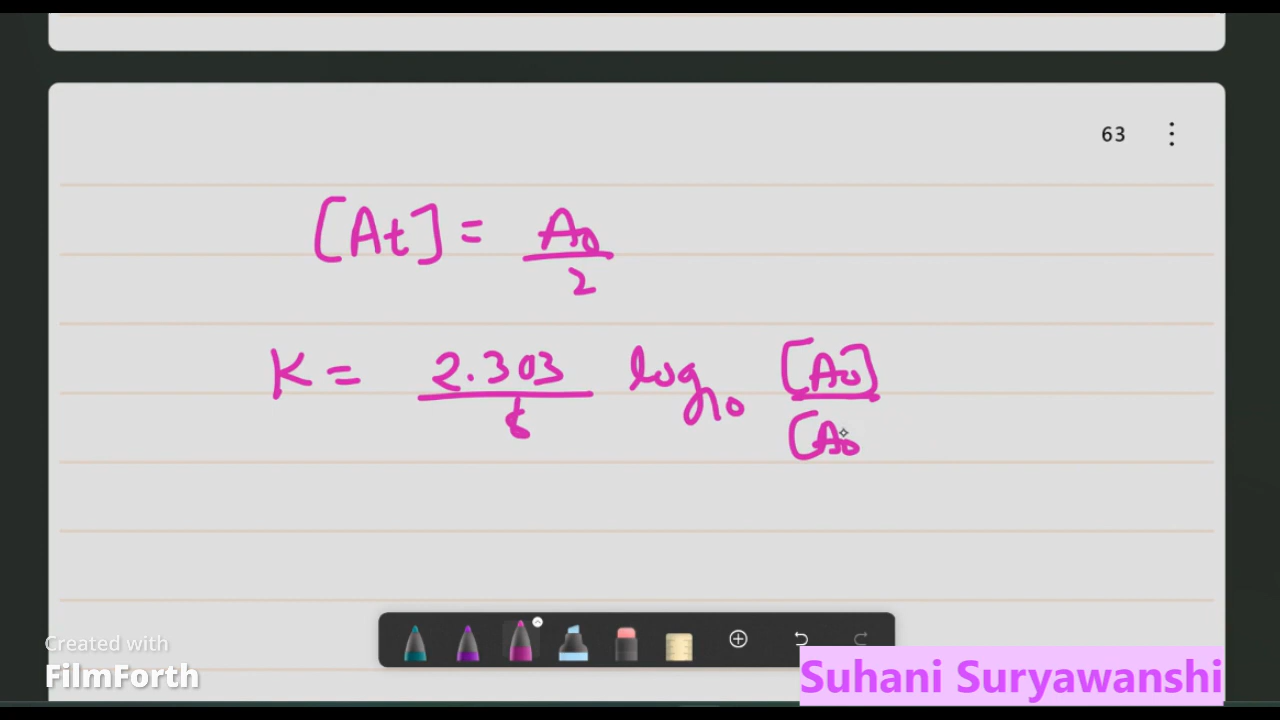 63
[At] = A₀/2
K = 2.303/t log₁₀ [A₀]/[A₀
Created with
FilmForth
Suhani Suryawanshi